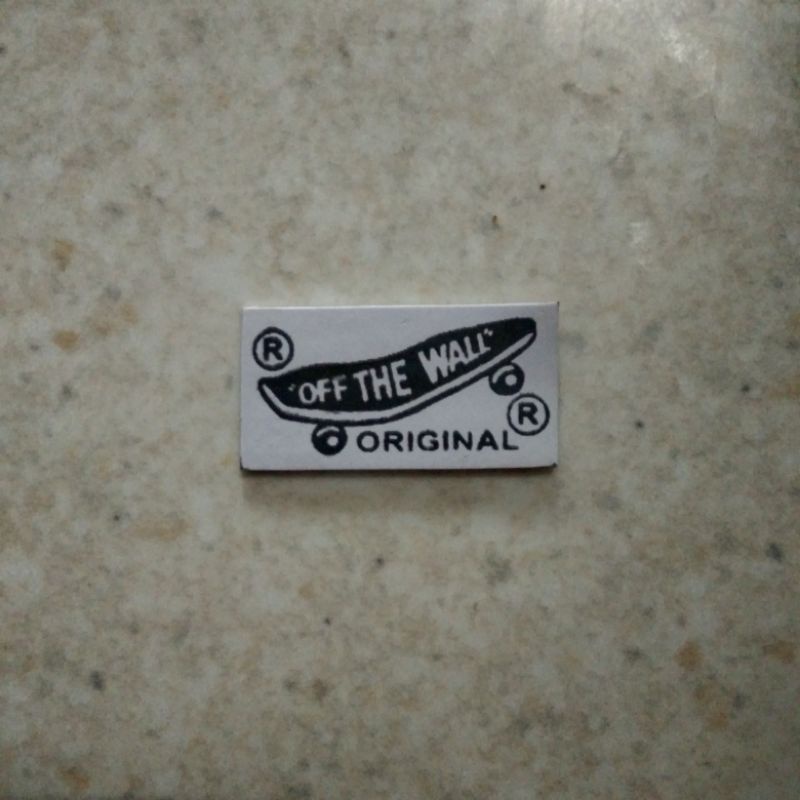 ®
"OFF THE WALL"
®
ORIGINAL